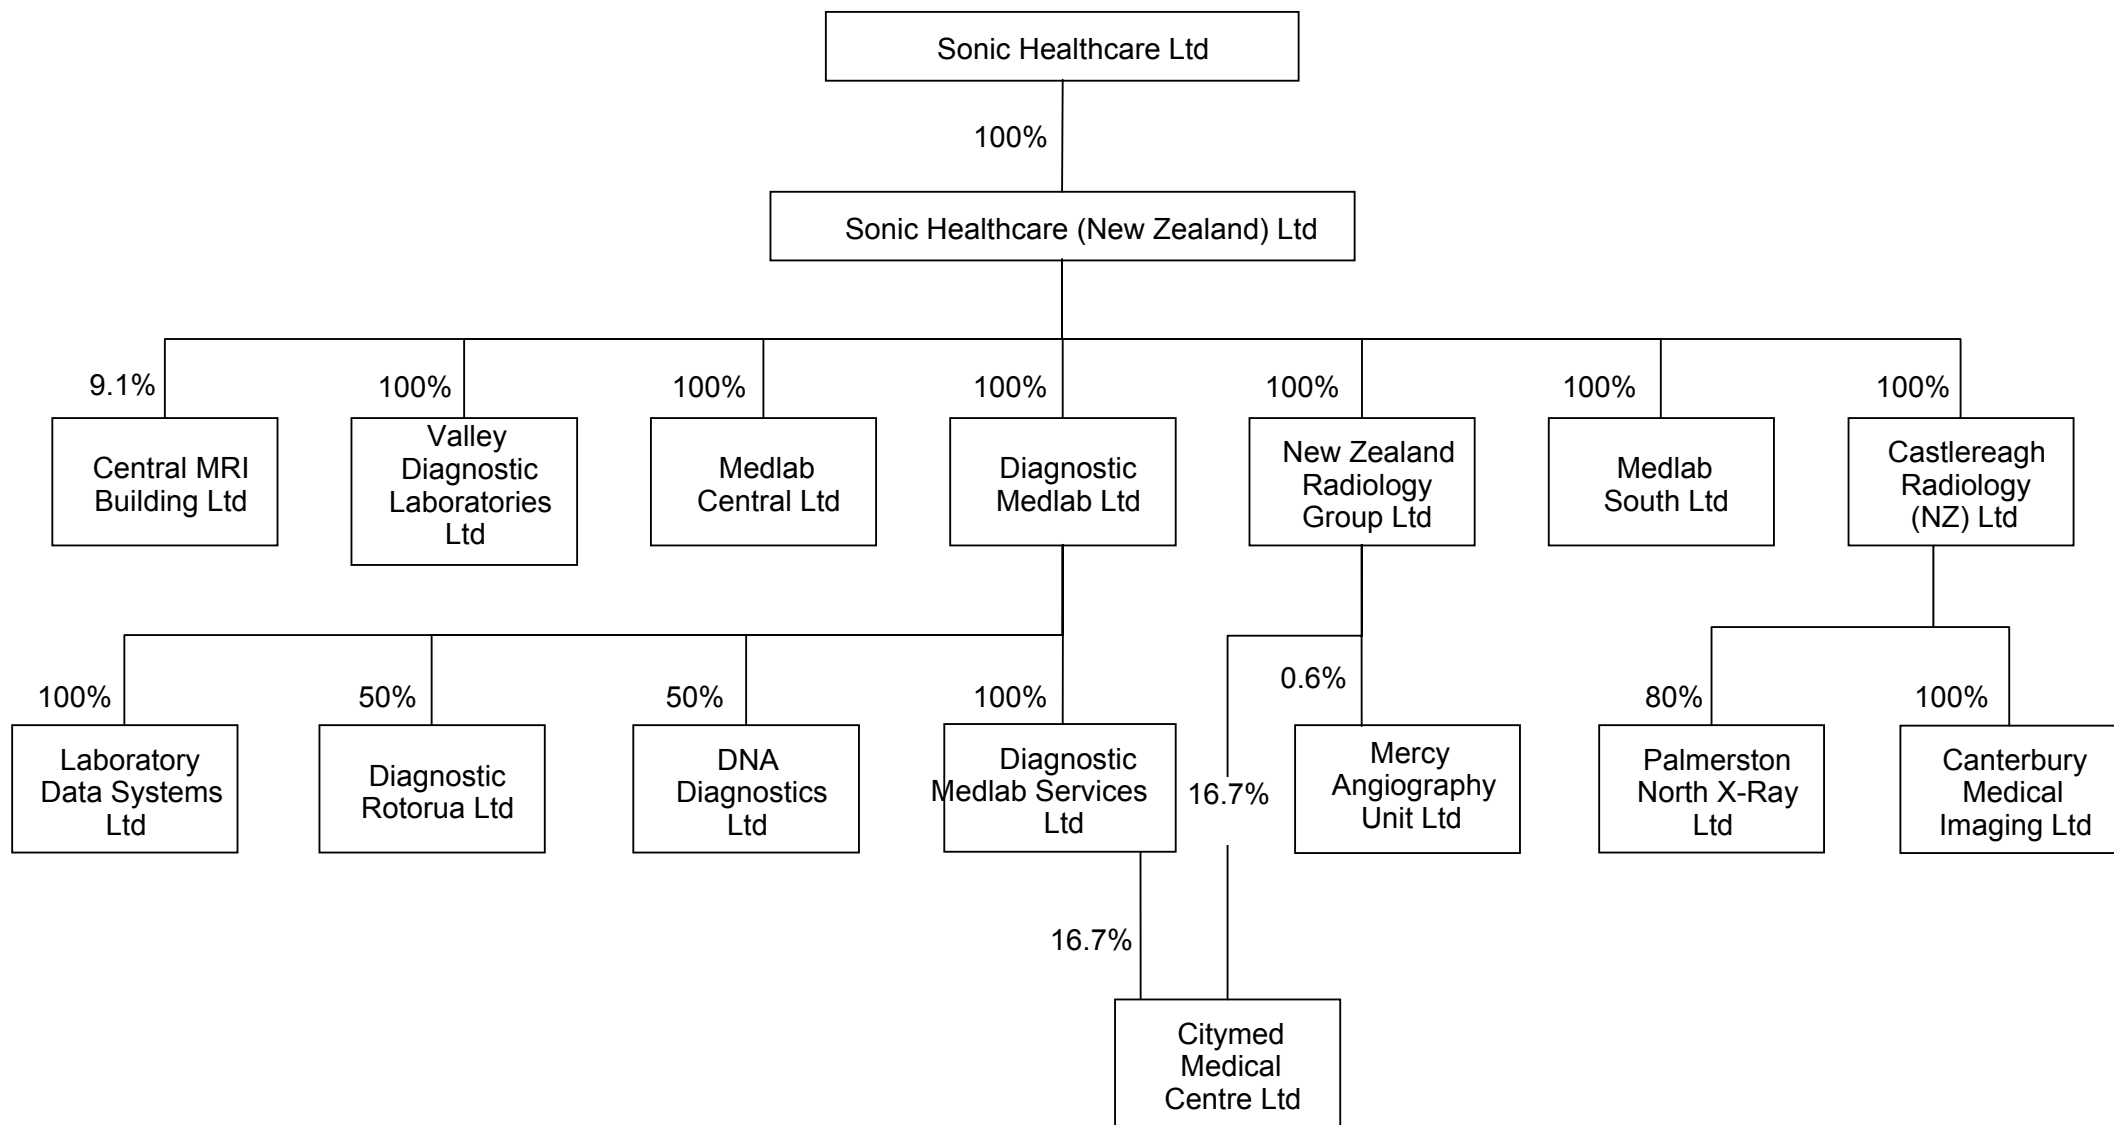 Sonic Healthcare Ltd
100%
Sonic Healthcare (New Zealand) Ltd
9.1%
100%
100%
100%
100%
100%
100%
Central MRI
Building Ltd
Valley
Diagnostic
Laboratories
Ltd
Medlab
Central Ltd
Diagnostic
Medlab Ltd
New Zealand
Radiology
Group Ltd
Medlab
South Ltd
Castlereagh
Radiology
(NZ) Ltd
100%
50%
50%
100%
0.6%
80%
100%
Laboratory
Data Systems
Ltd
Diagnostic
Rotorua Ltd
DNA
Diagnostics
Ltd
Diagnostic
Medlab Services
Ltd
16.7%
Mercy
Angiography
Unit Ltd
Palmerston
North X-Ray
Ltd
Canterbury
Medical
Imaging Ltd
16.7%
Citymed
Medical
Centre Ltd